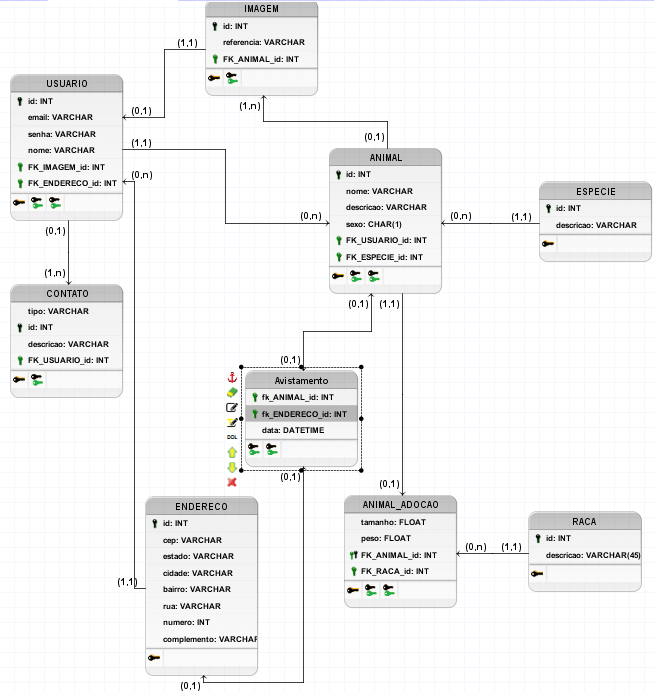 IMAGEM
id: INT
referencia: VARCHAR
FK_ANIMAL_id: INT
(1,1)
(0,1)
(1,n)
USUARIO
id: INT
email: VARCHAR
senha: VARCHAR
nome: VARCHAR
FK_IMAGEM_id: INT
FK_ENDERECO_id: INT
(1,1)
(0,n)
(0,1)
(0,1)
ANIMAL
id: INT
nome: VARCHAR
descricao: VARCHAR
sexo: CHAR(1)
FK_USUARIO_id: INT
FK_ESPECIE_id: INT
(0,n)
(0,n)
(1,1)
ESPECIE
id: INT
descricao: VARCHAR
(1,n)
CONTATO
tipo: VARCHAR
id: INT
descricao: VARCHAR
FK_USUARIO_id: INT
(0,1)
(1,1)
(0,1)
Avistamento
fk_ANIMAL_id: INT
fk_ENDERECO_id: INT
data: DATETIME
DDL
(0,1)
(0,1)
ENDERECO
id: INT
cep: VARCHAR
estado: VARCHAR
cidade: VARCHAR
bairro: VARCHAR
rua: VARCHAR
numero: INT
complemento: VARCHAR
(1,1)
(0,1)
ANIMAL_ADOCAO
tamanho: FLOAT
peso: FLOAT
FK_ANIMAL_id: INT
FK_RACA_id: INT
(0,n)
(1,1)
RACA
id: INT
descricao: VARCHAR(45)